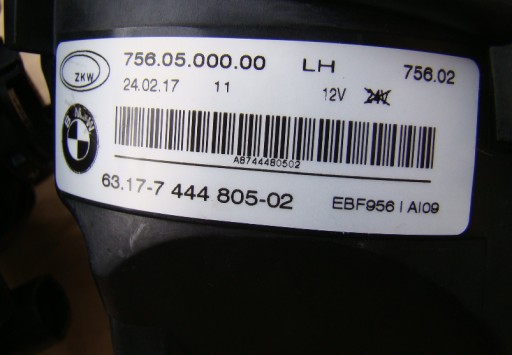 ZKW 756.05.000.00 LH 756.02
24.02.17 11 12V 24V
BMW
A8744480502
63.17-7 444 805-02 EBF956 I AI09